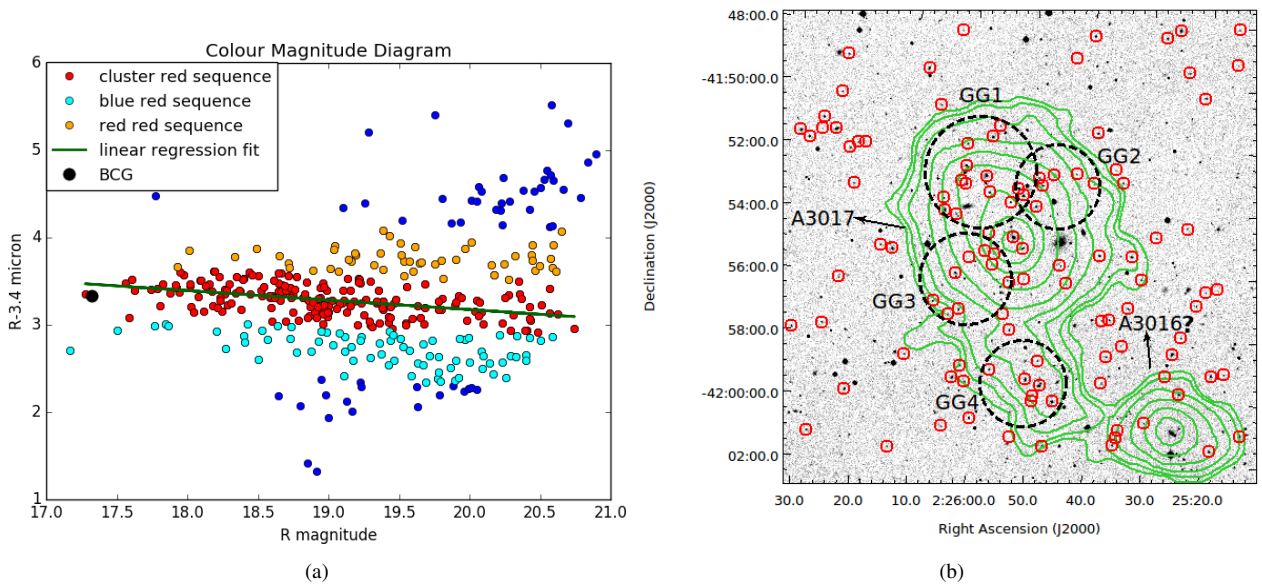 Colour Magnitude Diagram
cluster red sequence
blue red sequence
red red sequence
linear regression fit
BCG
R-3.4 micron
6
5
4
3
2
1
17.0 17.5 18.0 18.5 19.0 19.5 20.0 20.5 21.0
R magnitude
(a)
Declination (J2000)
48:00.0
-41:50:00.0
52:00.0
54:00.0
56:00.0
58:00.0
-42:00:00.0
02:00.0
GG1
GG2
A3017
GG3
A3016?
GG4
30.0 20.0 10.0 2:26:00.0 50.0 40.0 30.0 25:20.0
Right Ascension (J2000)
(b)